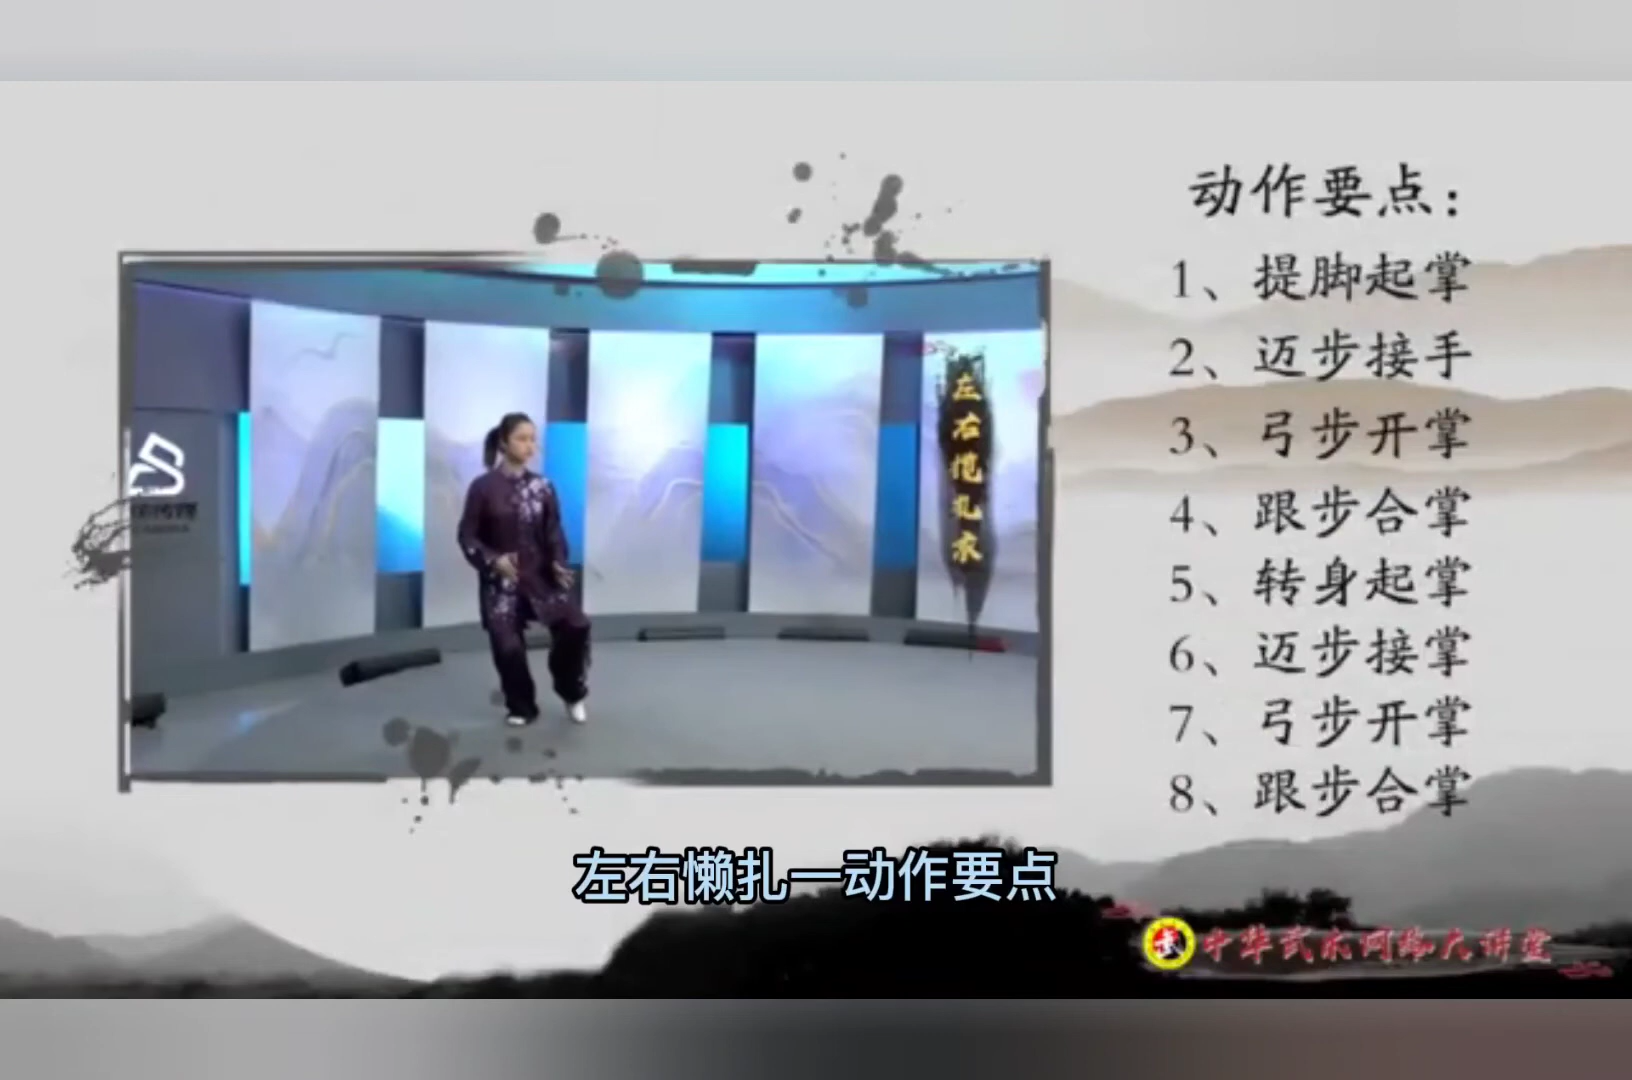 动作要点：
1、提脚起掌
2、迈步接手
3、弓步开掌
4、跟步合掌
5、转身起掌
6、迈步接掌
7、弓步开掌
8、跟步合掌
左右揽扎衣
左右懒扎一动作要点
中华武术网络大讲堂